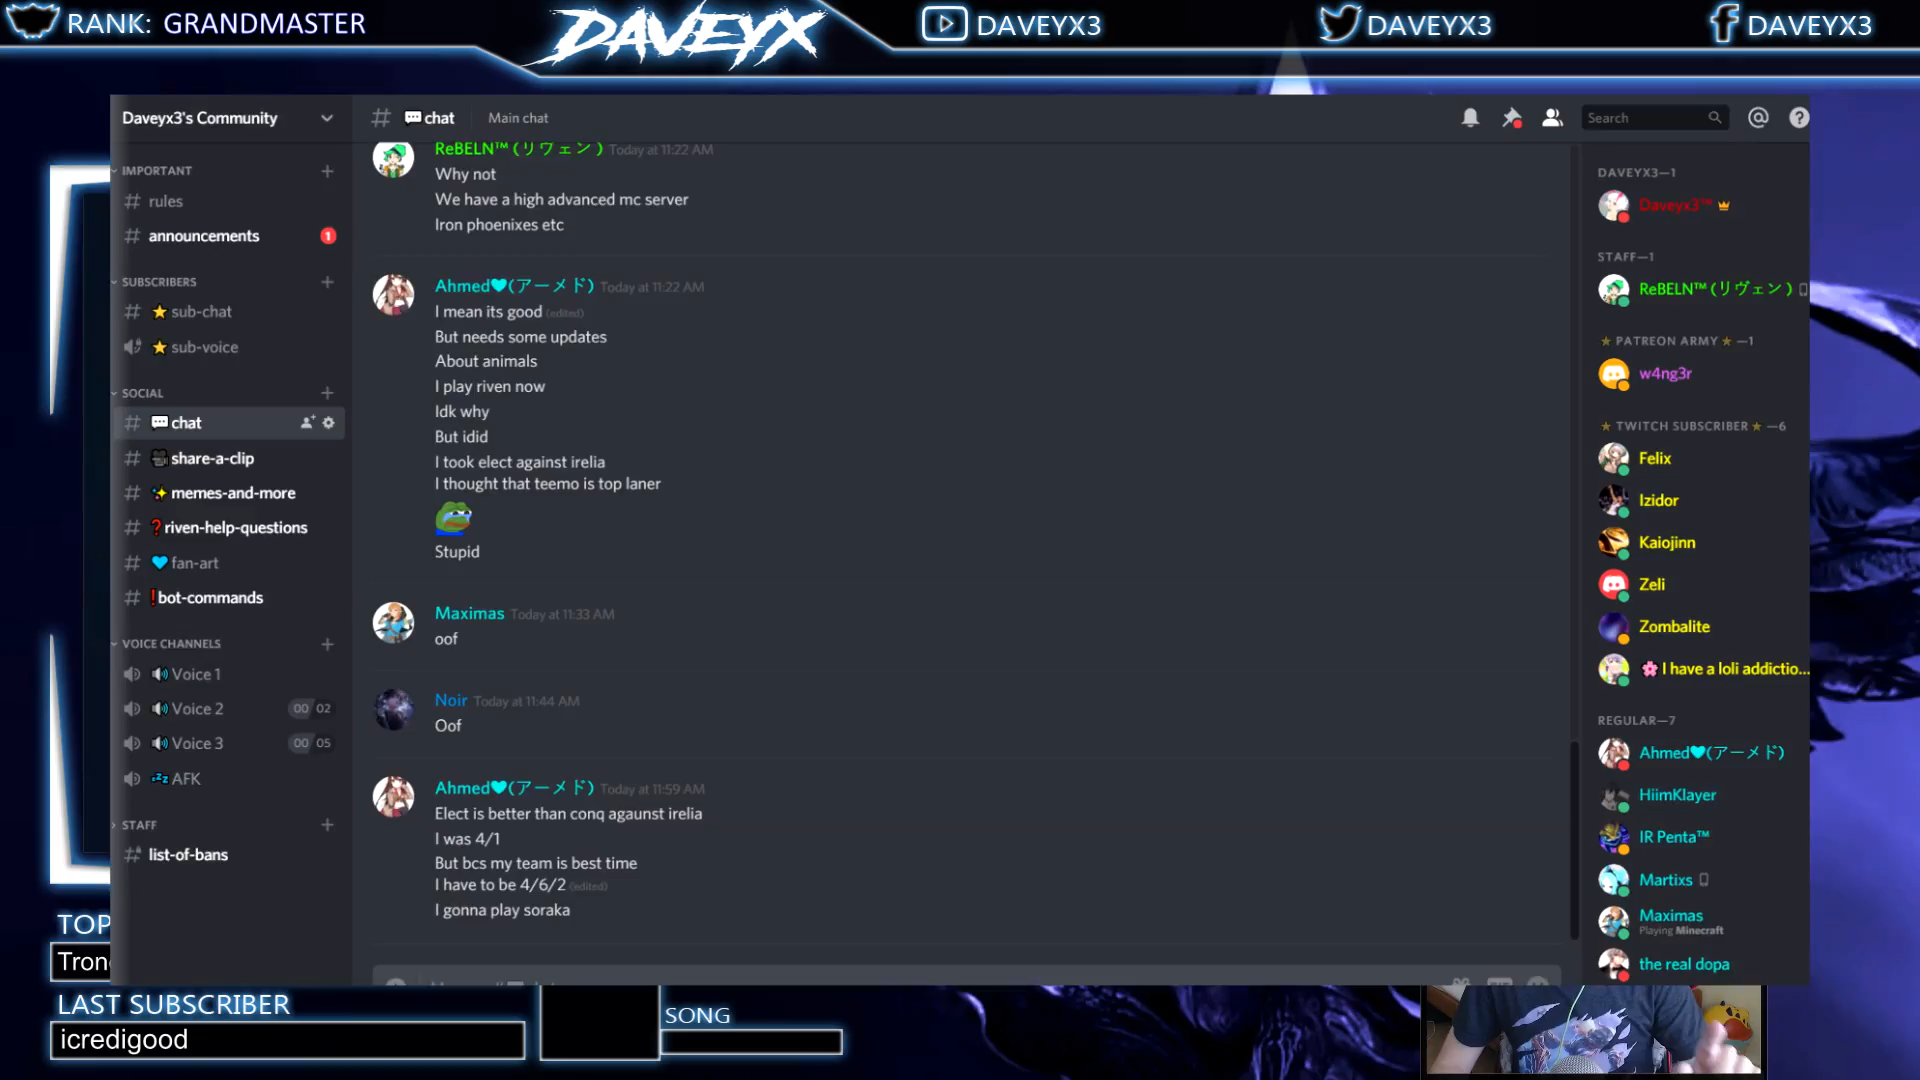 RANK: GRANDMASTER
DAVEYX
DAVEYX3
DAVEYX3
DAVEYX3
Daveyx3's Community
IMPORTANT
# rules
# announcements 1
SUBSCRIBERS
# ⭐ sub-chat
⭐ sub-voice
SOCIAL
# 💬 chat
# share-a-clip
# ✨ memes-and-more
# ❓riven-help-questions
# 💙 fan-art
# ❗bot-commands
VOICE CHANNELS
🔊 Voice 1
🔊 Voice 2 00 02
🔊 Voice 3 00 05
💤 AFK
STAFF
# list-of-bans
# 💬 chat Main chat
Search
ReBELN™ (リヴェン) Today at 11:22 AM
Why not
We have a high advanced mc server
Iron phoenixes etc
Ahmed♥(アーメド) Today at 11:22 AM
I mean its good (edited)
But needs some updates
About animals
I play riven now
Idk why
But idid
I took elect against irelia
I thought that teemo is top laner
Stupid
Maximas Today at 11:33 AM
oof
Noir Today at 11:44 AM
Oof
Ahmed♥(アーメド) Today at 11:59 AM
Elect is better than conq agaunst irelia
I was 4/1
But bcs my team is best time
I have to be 4/6/2 (edited)
I gonna play soraka
DAVEYX3—1
Daveyx3™
STAFF—1
ReBELN™ (リヴェン)
★ PATREON ARMY ★ —1
w4ng3r
★ TWITCH SUBSCRIBER ★ —6
Felix
Izidor
Kaiojinn
Zeli
Zombalite
🌸 I have a loli addictio...
REGULAR—7
Ahmed♥(アーメド)
HiimKlayer
IR Penta™
Martixs
Maximas
Playing Minecraft
the real dopa
TOP
LAST SUBSCRIBER
icredigood
SONG